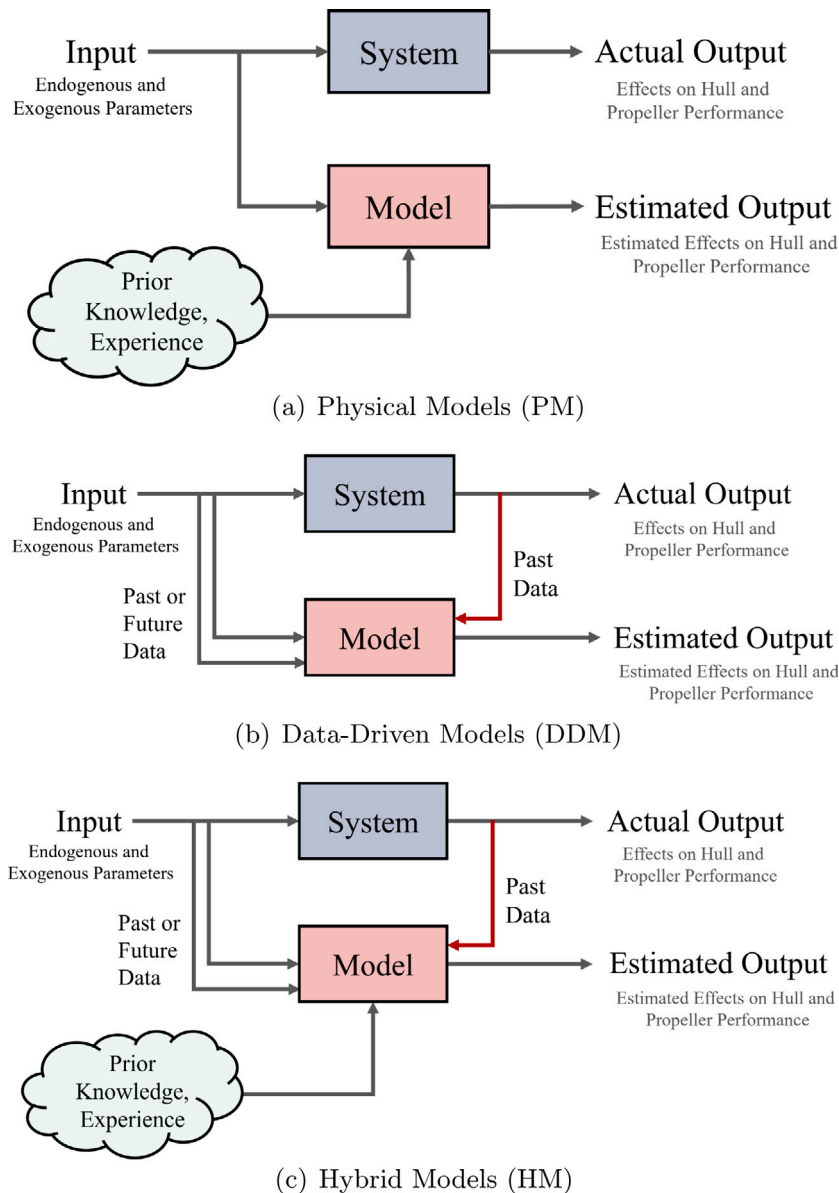 Input
Endogenous and
Exogenous Parameters
System
Actual Output
Effects on Hull and
Propeller Performance
Model
Estimated Output
Estimated Effects on Hull and
Propeller Performance
Prior
Knowledge,
Experience
(a) Physical Models (PM)
Input
Endogenous and
Exogenous Parameters
System
Actual Output
Effects on Hull and
Propeller Performance
Past or
Future
Data
Past
Data
Model
Estimated Output
Estimated Effects on Hull and
Propeller Performance
(b) Data-Driven Models (DDM)
Input
Endogenous and
Exogenous Parameters
System
Actual Output
Effects on Hull and
Propeller Performance
Past or
Future
Data
Past
Data
Model
Estimated Output
Estimated Effects on Hull and
Propeller Performance
Prior
Knowledge,
Experience
(c) Hybrid Models (HM)